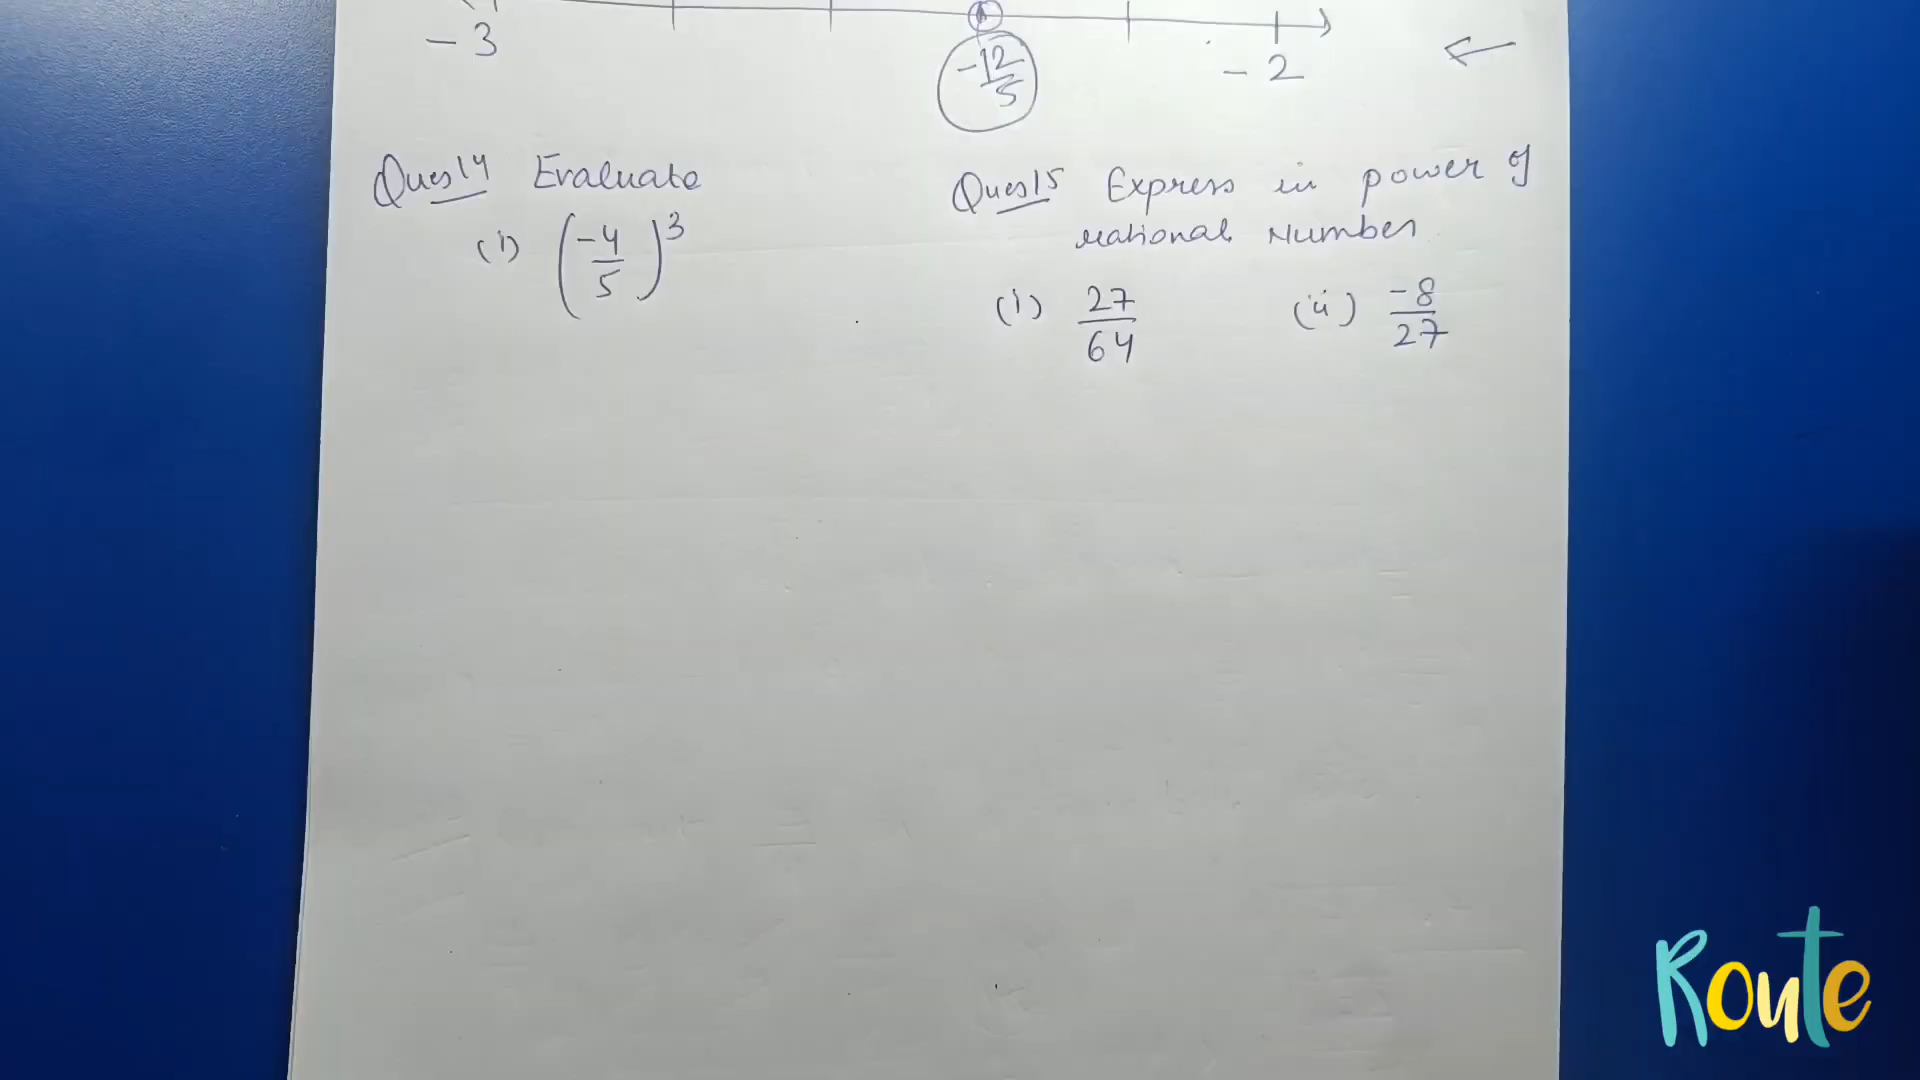 -3
-12/5
-2
Ques14 Evaluate
(i) (-4/5)^3
Ques15 Express in power of
rational Number
(i) 27/64 (ii) -8/27
Route